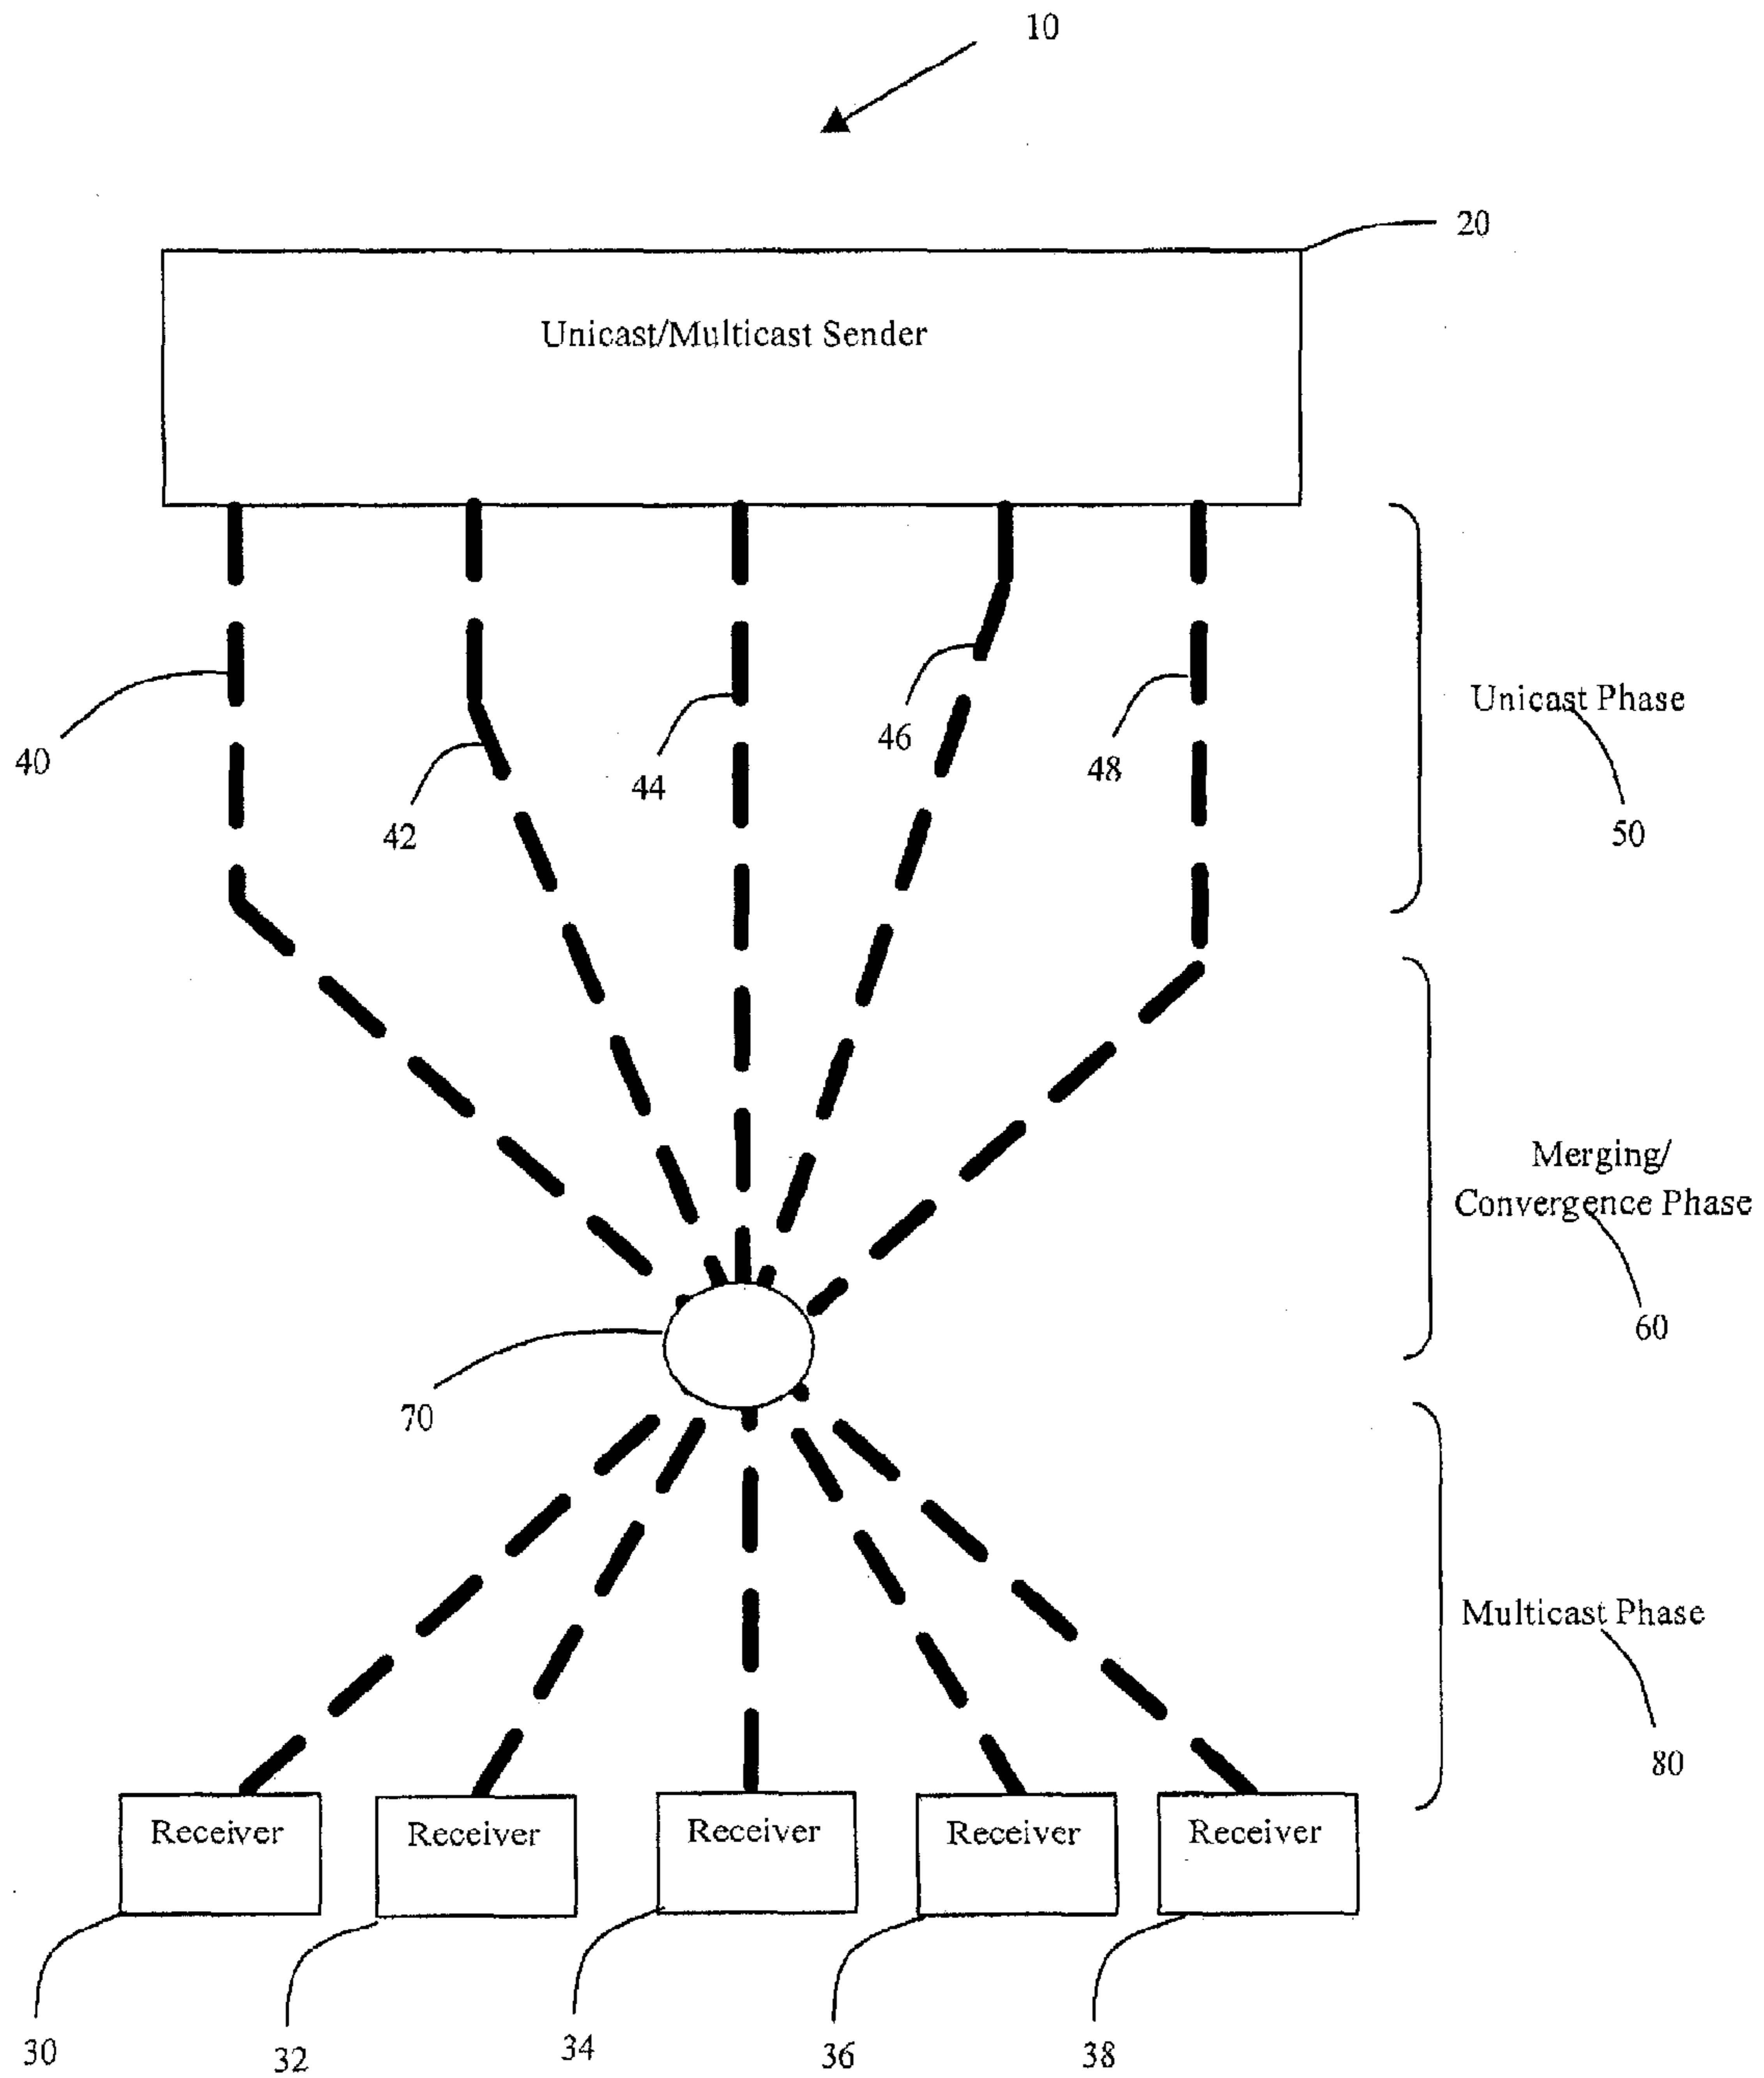 10
20
Unicast/Multicast Sender
Unicast Phase
40
46
48
44
42
50
Merging/
Convergence Phase
60
70
Multicast Phase
80
Receiver
Receiver
Receiver
Receiver
Receiver
30
32
34
36
38